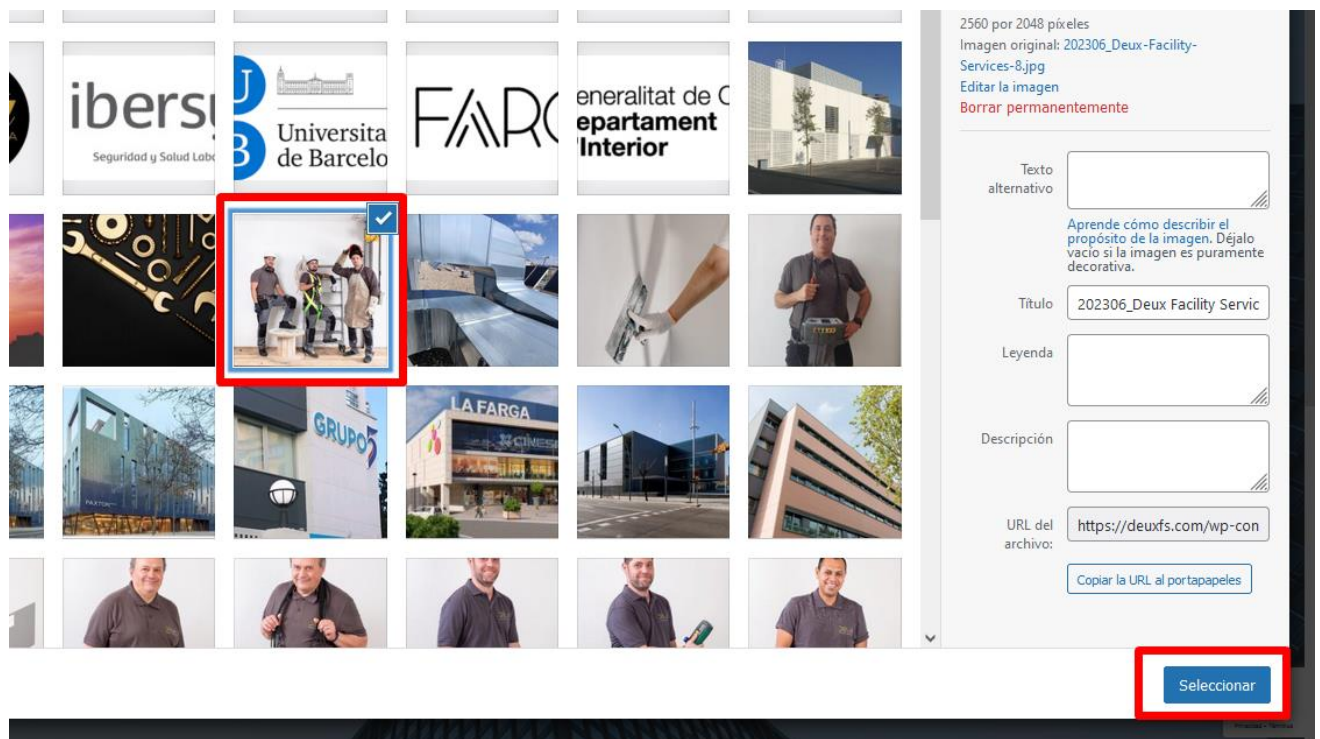 ibersy
Seguridad y Salud Labo
U
B
Universita
de Barcelo
FARC
eneralitat de C
epartament
'Interior
GRUPO5
LA FARGA
CINES
PAXTON
2560 por 2048 píxeles
Imagen original: 202306_Deux-Facility-
Services-8.jpg
Editar la imagen
Borrar permanentemente
Texto
alternativo
Aprende cómo describir el
propósito de la imagen. Déjalo
vacío si la imagen es puramente
decorativa.
Título
202306_Deux Facility Servic
Leyenda
Descripción
URL del
archivo:
https://deuxfs.com/wp-con
Copiar la URL al portapapeles
Seleccionar